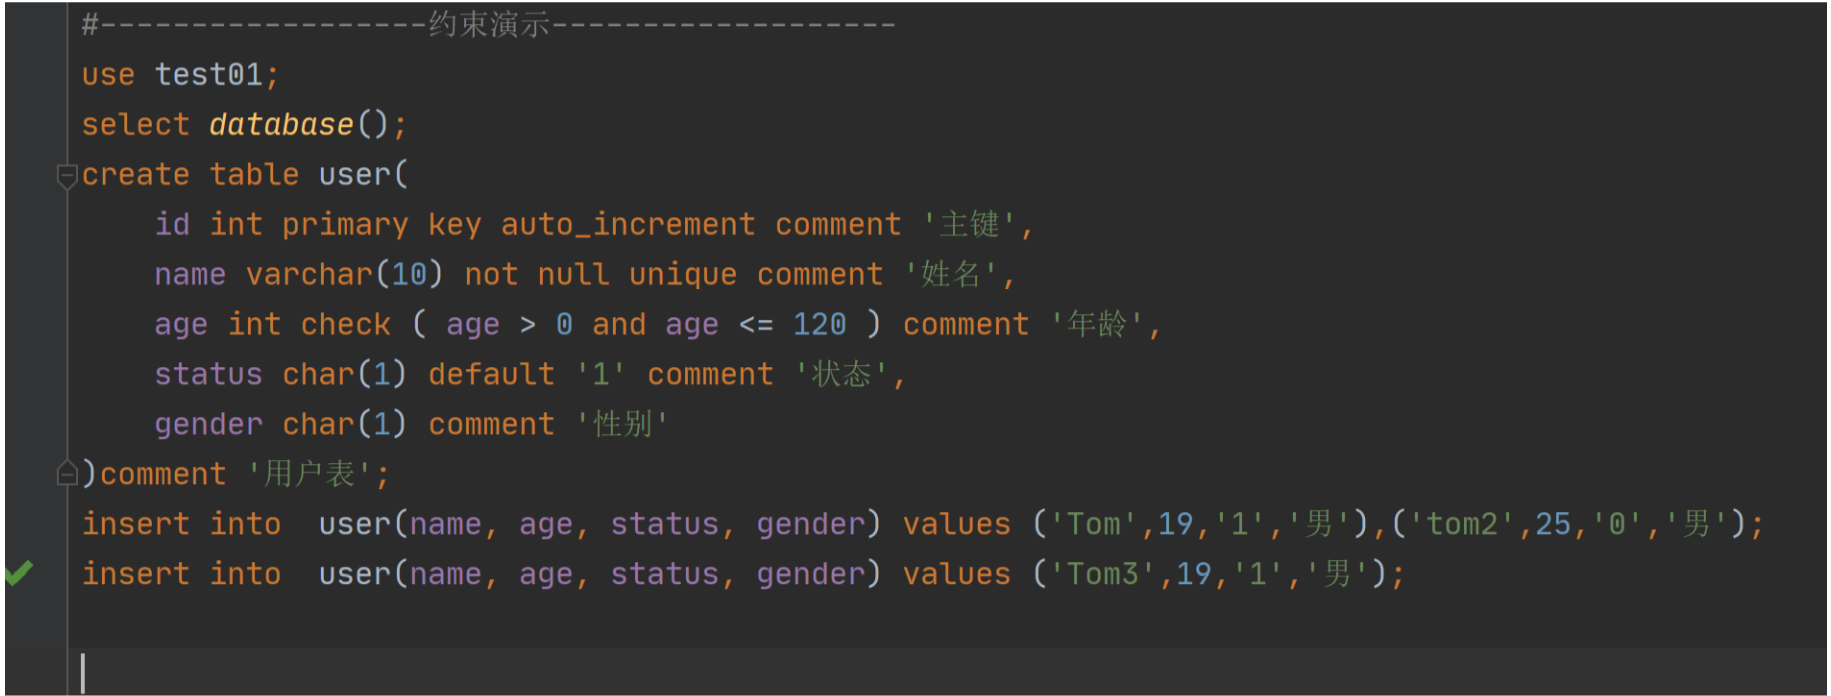 #------------------约束演示-------------------
use test01;
select database();
create table user(
    id int primary key auto_increment comment '主键',
    name varchar(10) not null unique comment '姓名',
    age int check ( age > 0 and age <= 120 ) comment '年龄',
    status char(1) default '1' comment '状态',
    gender char(1) comment '性别'
)comment '用户表';
insert into  user(name, age, status, gender) values ('Tom',19,'1','男'),('tom2',25,'0','男');
insert into  user(name, age, status, gender) values ('Tom3',19,'1','男');